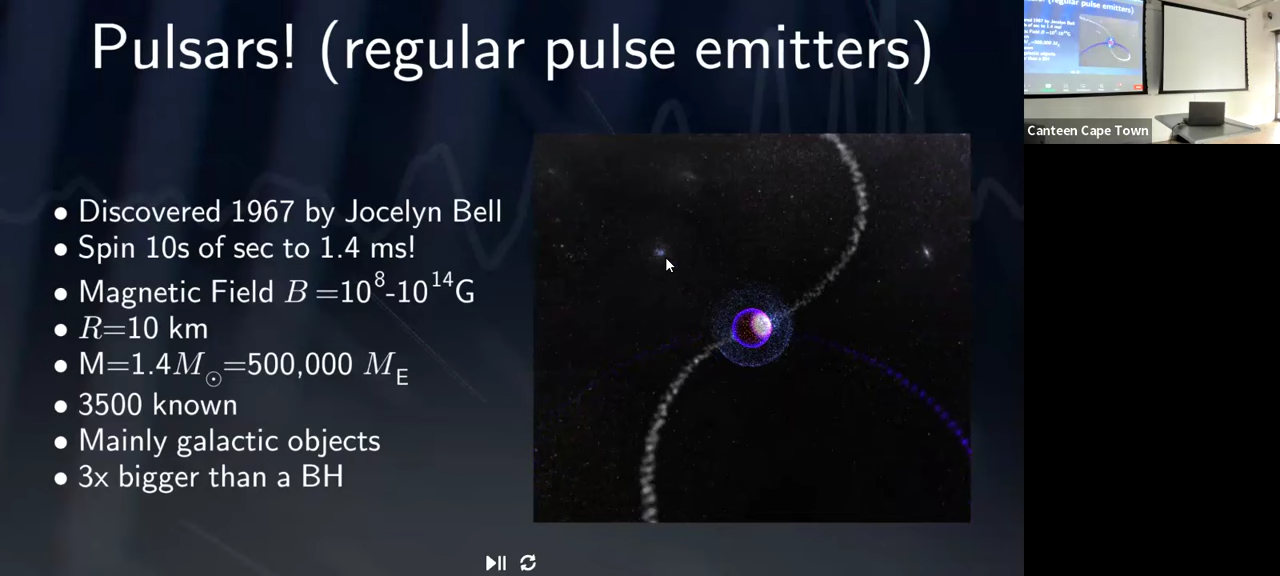 Pulsars! (regular pulse emitters)
• Discovered 1967 by Jocelyn Bell
• Spin 10s of sec to 1.4 ms!
• Magnetic Field B =10⁸-10¹⁴G
• R=10 km
• M=1.4M☉=500,000 M_E
• 3500 known
• Mainly galactic objects
• 3x bigger than a BH
Canteen Cape Town